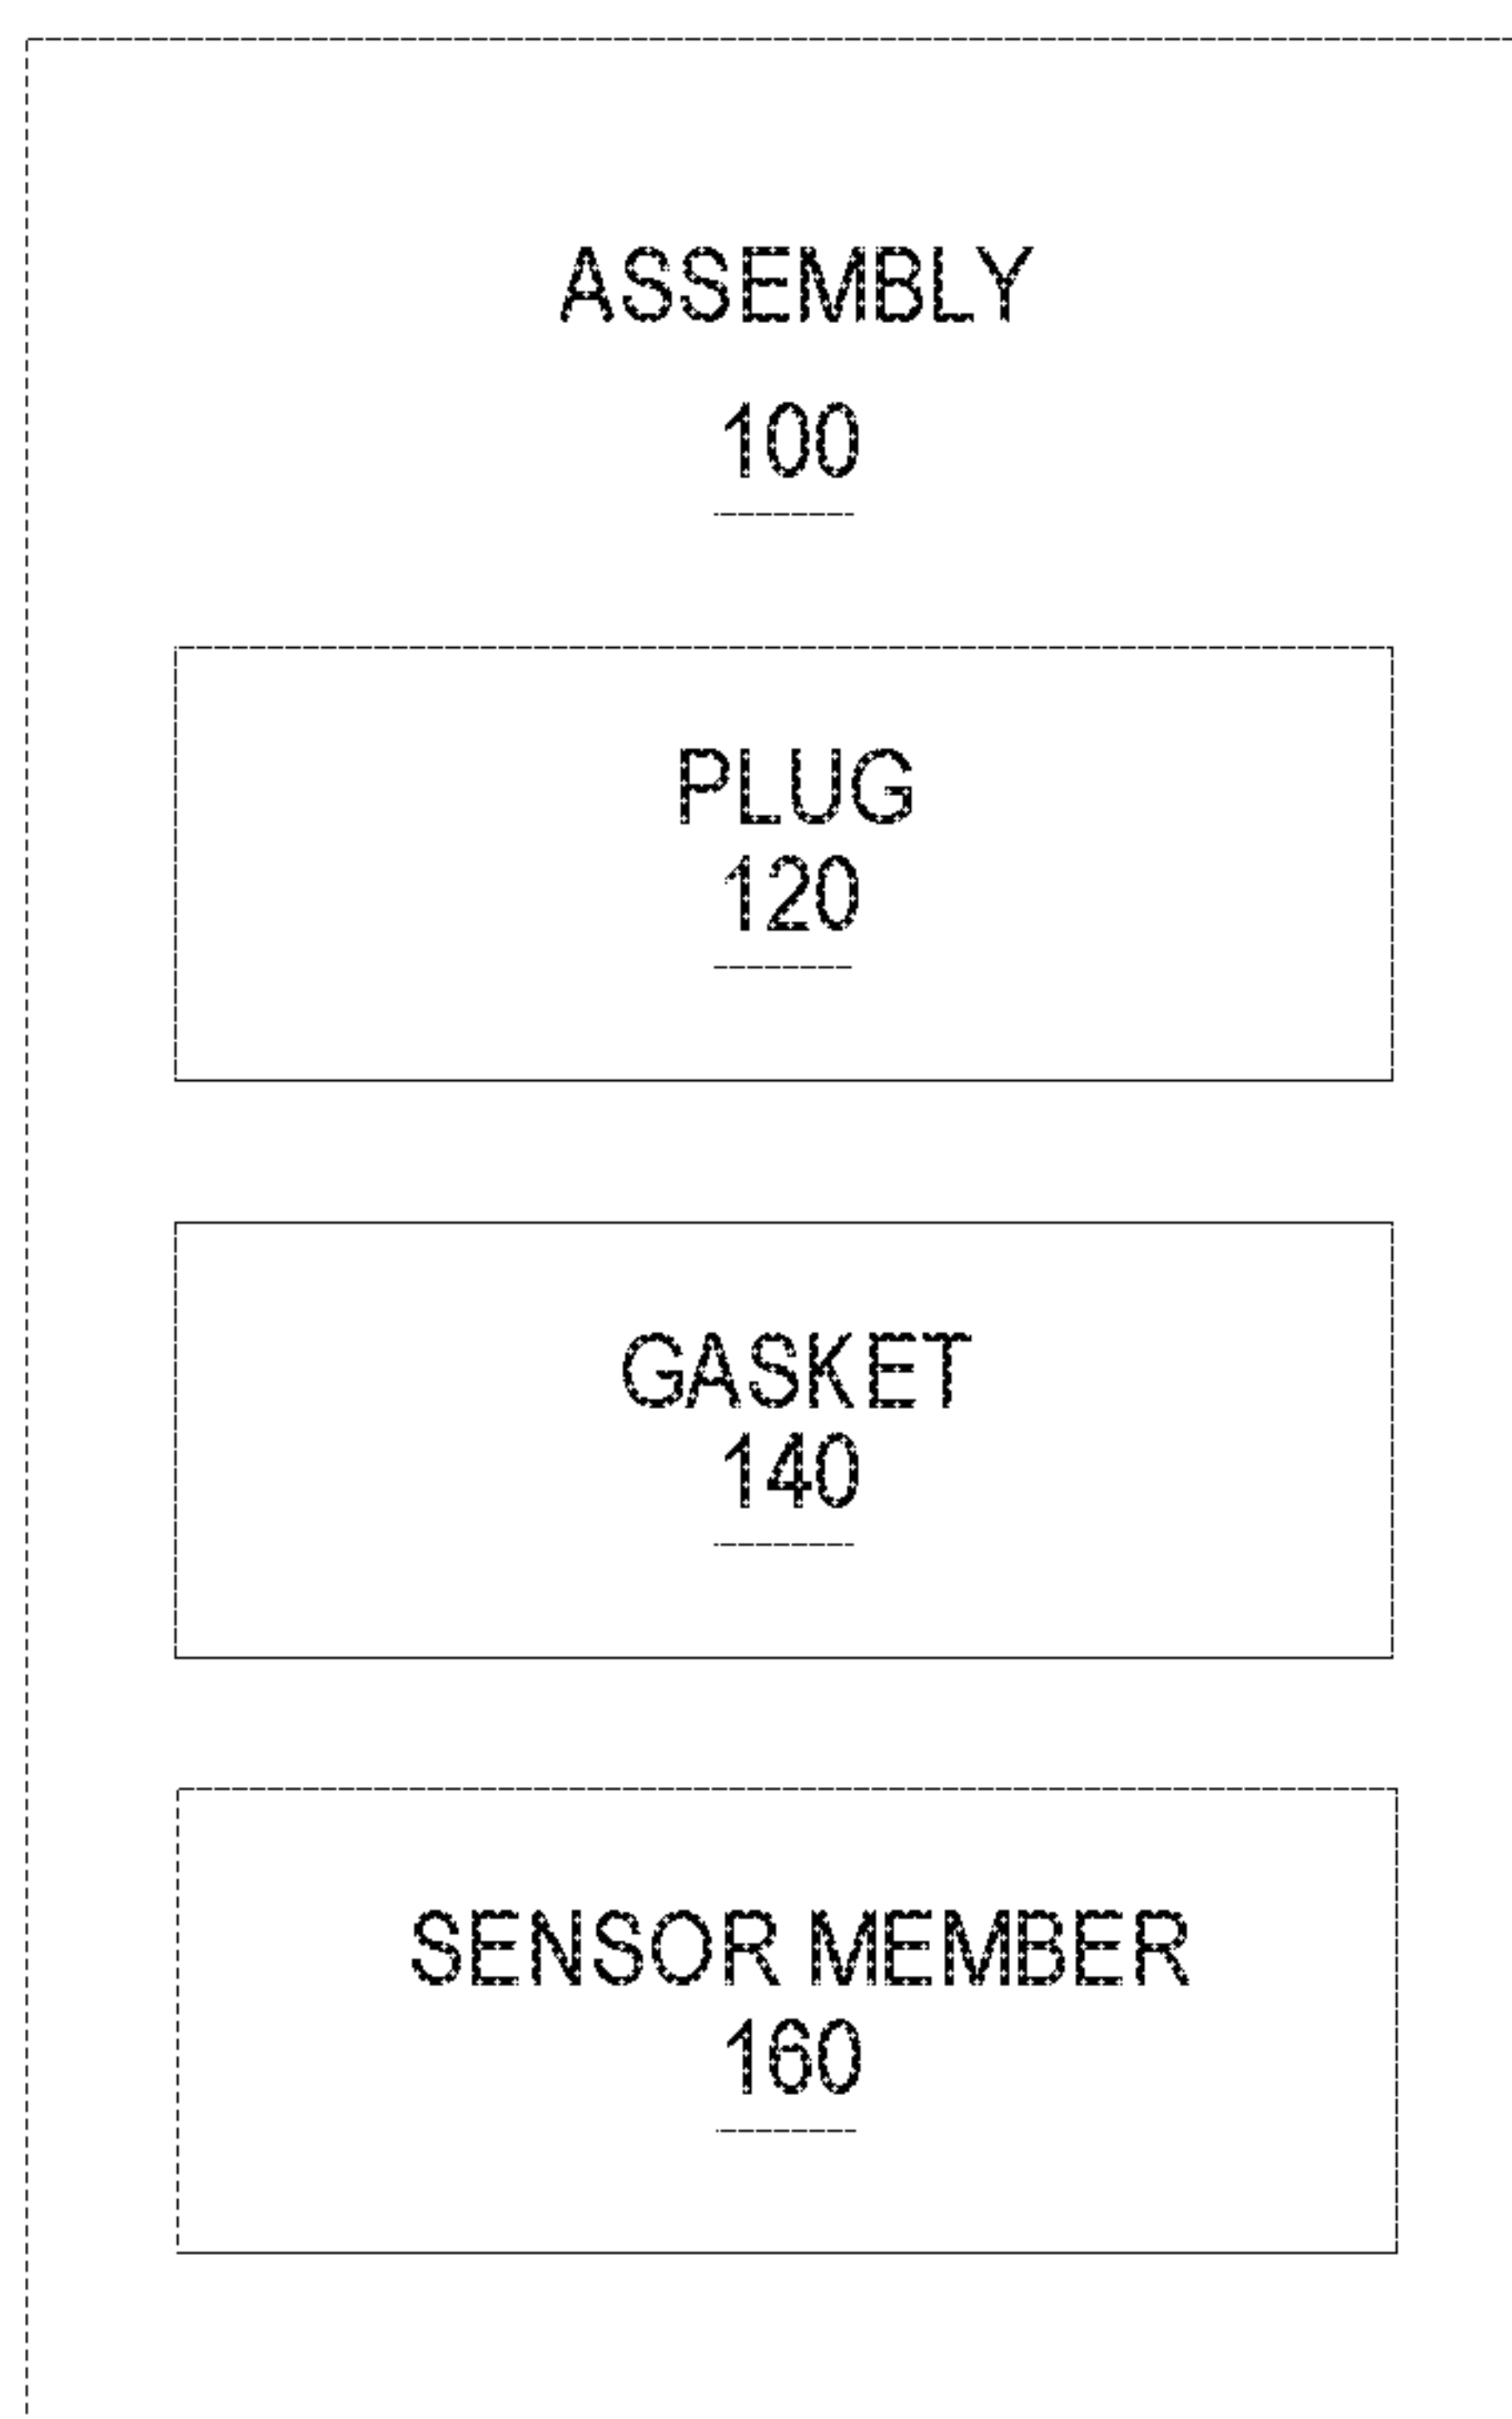 ASSEMBLY
100
PLUG
120
GASKET
140
SENSOR MEMBER
160